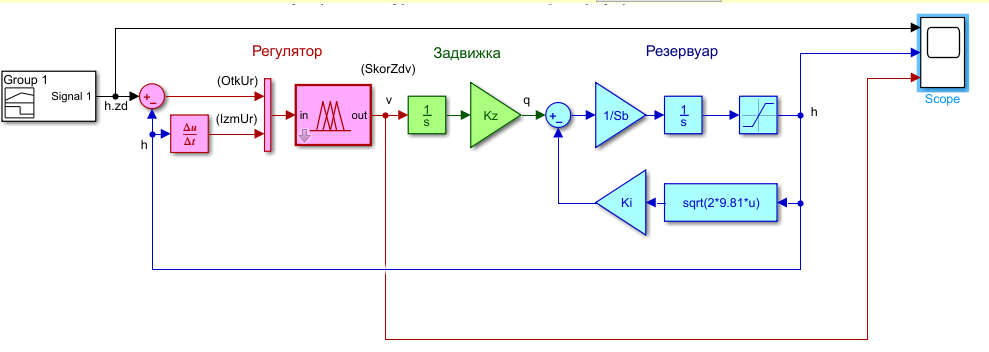 Регулятор
Задвижка
Резервуар
Group 1
Signal 1
h.zd
(OtkUr)
(IzmUr)
(SkorZdv)
+
−
Δu
Δt
h
in
out
v
1
s
Kz
q
+
−
1/Sb
1
s
h
Ki
sqrt(2*9.81*u)
Scope